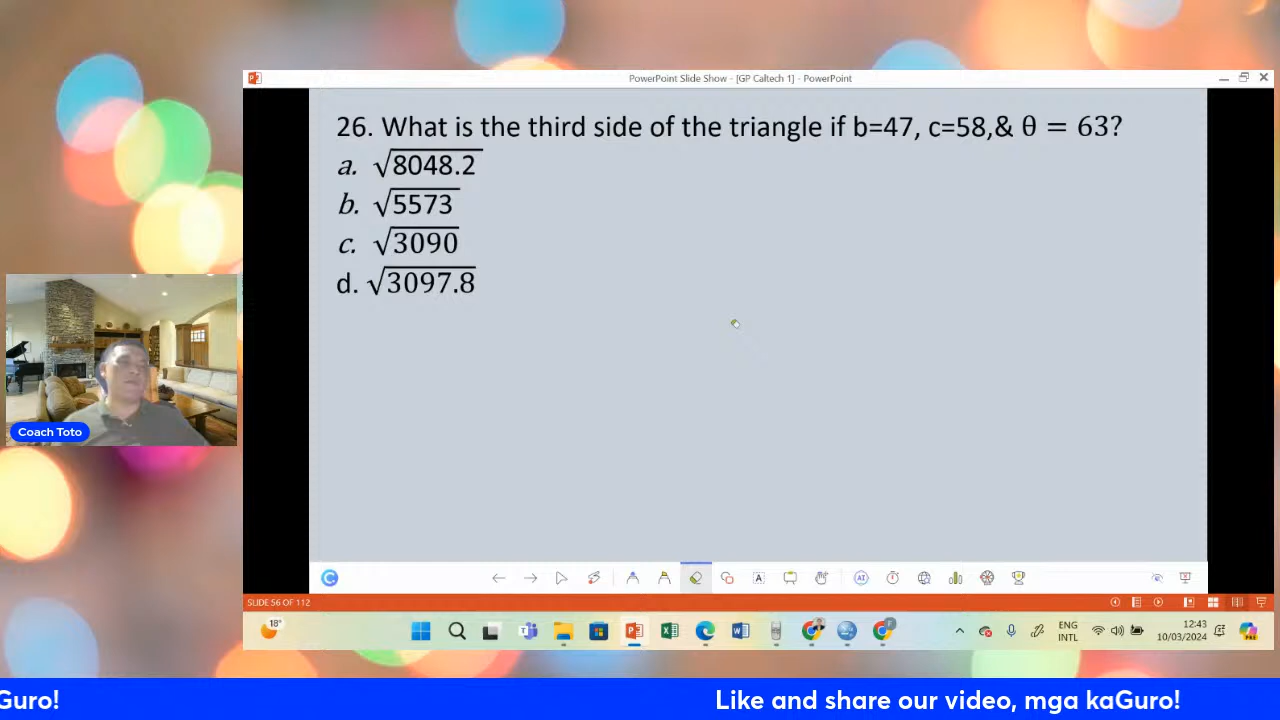 PowerPoint Slide Show - [GP Caltech 1] - PowerPoint
26. What is the third side of the triangle if b=47, c=58,& θ = 63?
a. √8048.2
b. √5573
c. √3090
d. √3097.8
Coach Toto
SLIDE 56 OF 112
18°
ENG
INTL
12:43
10/03/2024
Guro!
Like and share our video, mga kaGuro!